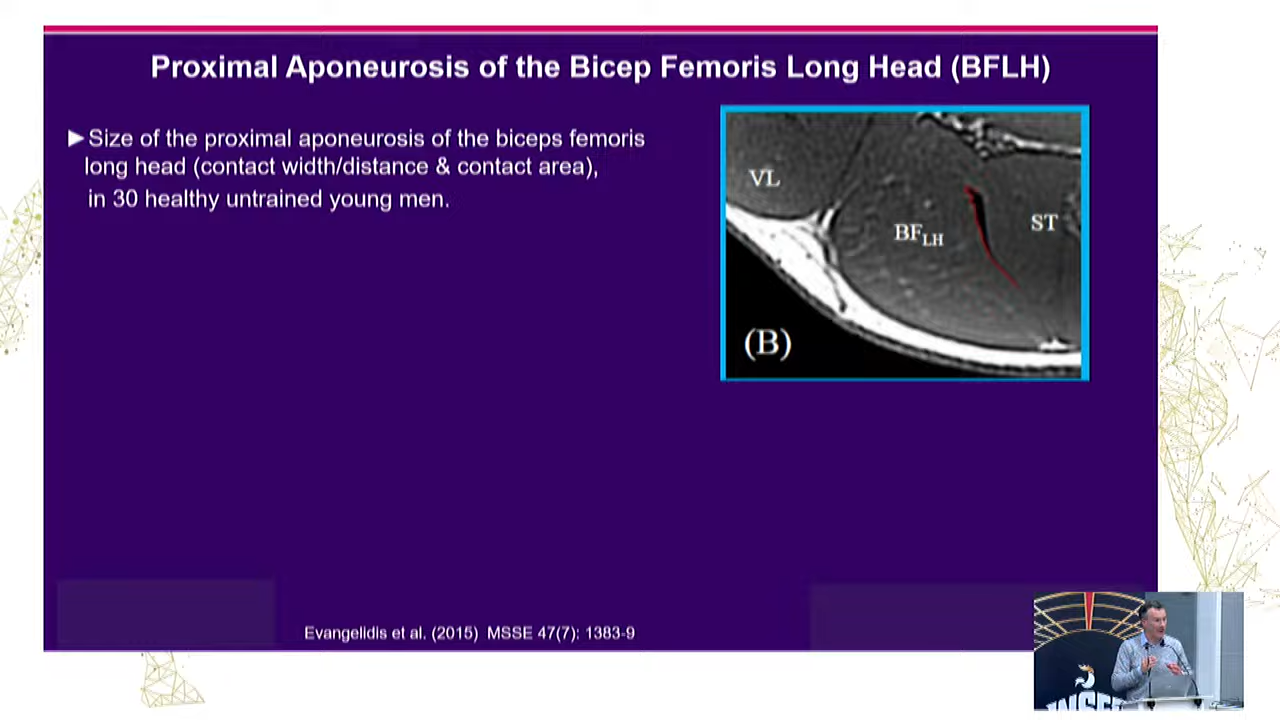 Proximal Aponeurosis of the Bicep Femoris Long Head (BFLH)
►Size of the proximal aponeurosis of the biceps femoris
long head (contact width/distance & contact area),
in 30 healthy untrained young men.
VL
BFLH
ST
(B)
Evangelidis et al. (2015) MSSE 47(7): 1383-9